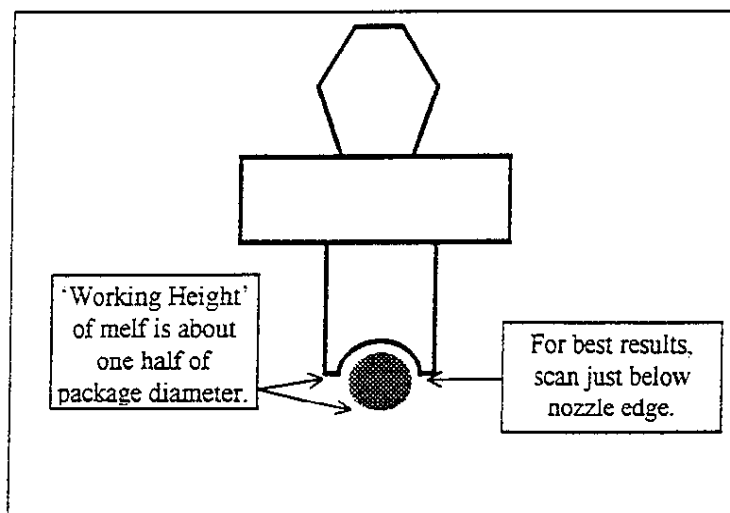 'Working Height'
of melf is about
one half of
package diameter.
For best results,
scan just below
nozzle edge.